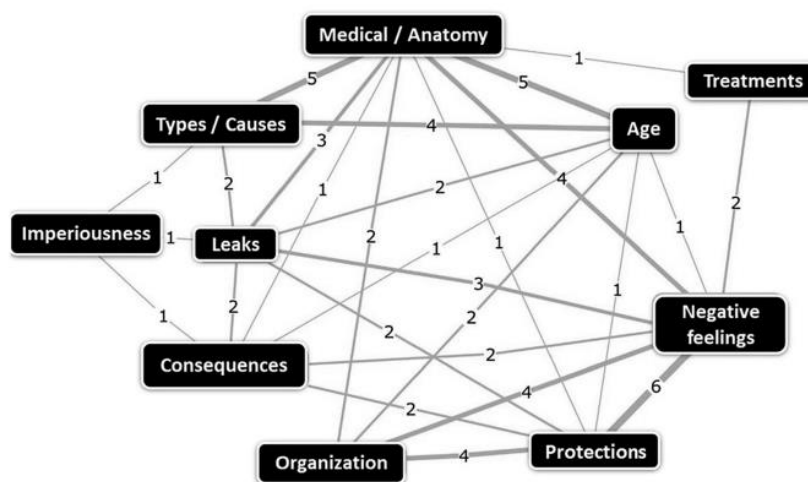 Medical / Anatomy
1
Treatments
5
5
Types / Causes
4
Age
3
4
1
2
2
1
2
Imperiousness
1
Leaks
2
1
1
1
3
1
2
1
2
2
1
Negative
feelings
2
Consequences
2
4
6
2
Organization
4
Protections